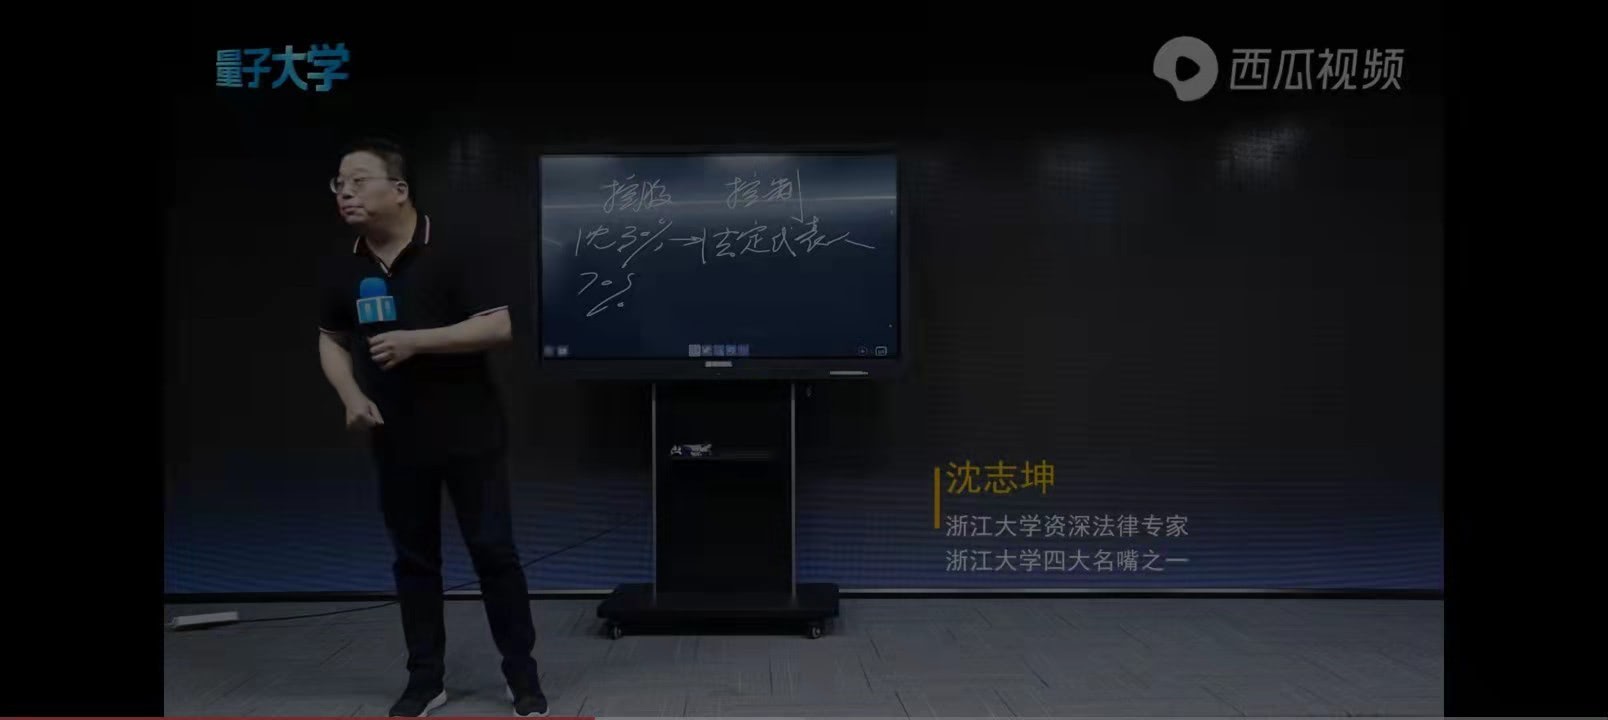 量子大学
西瓜视频
控股 控制
沈30%→法定代表人
70%
沈志坤
浙江大学资深法律专家
浙江大学四大名嘴之一